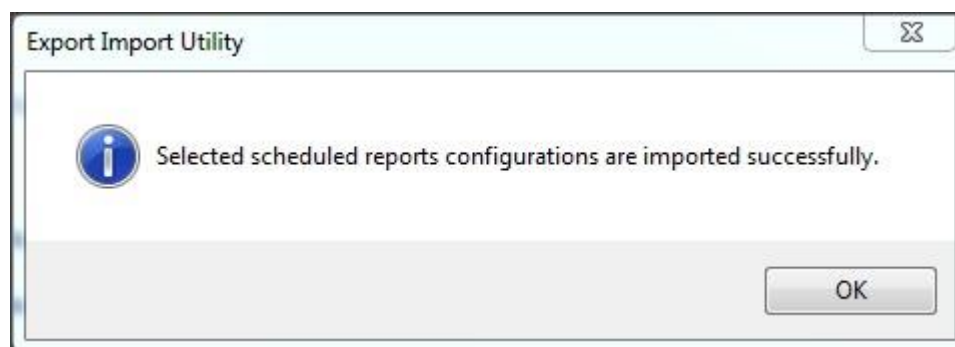 Export Import Utility
Selected scheduled reports configurations are imported successfully.
OK